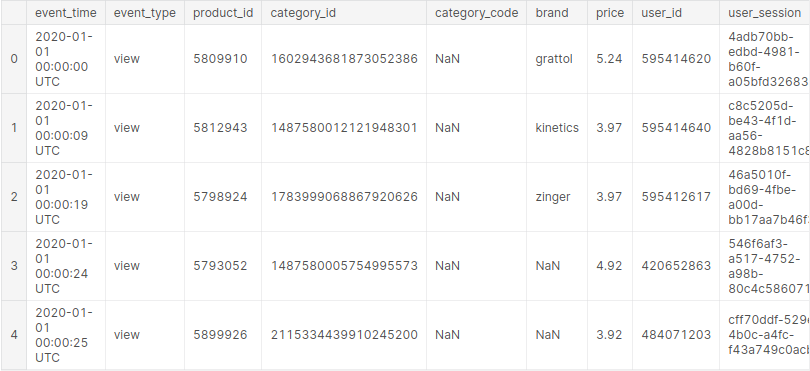 event_time event_type product_id category_id category_code brand price user_id user_session
0 2020-01-01 00:00:00 UTC view 5809910 1602943681873052386 NaN grattol 5.24 595414620 4adb70bb-edbd-4981-b60f-a05bfd32683
1 2020-01-01 00:00:09 UTC view 5812943 1487580012121948301 NaN kinetics 3.97 595414640 c8c5205d-be43-4f1d-aa56-4828b8151c8
2 2020-01-01 00:00:19 UTC view 5798924 1783999068867920626 NaN zinger 3.97 595412617 46a5010f-bd69-4fbe-a00d-bb17aa7b46f
3 2020-01-01 00:00:24 UTC view 5793052 1487580005754995573 NaN NaN 4.92 420652863 546f6af3-a517-4752-a98b-80c4c586071
4 2020-01-01 00:00:25 UTC view 5899926 2115334439910245200 NaN NaN 3.92 484071203 cff70ddf-529e-4b0c-a4fc-f43a749c0acb